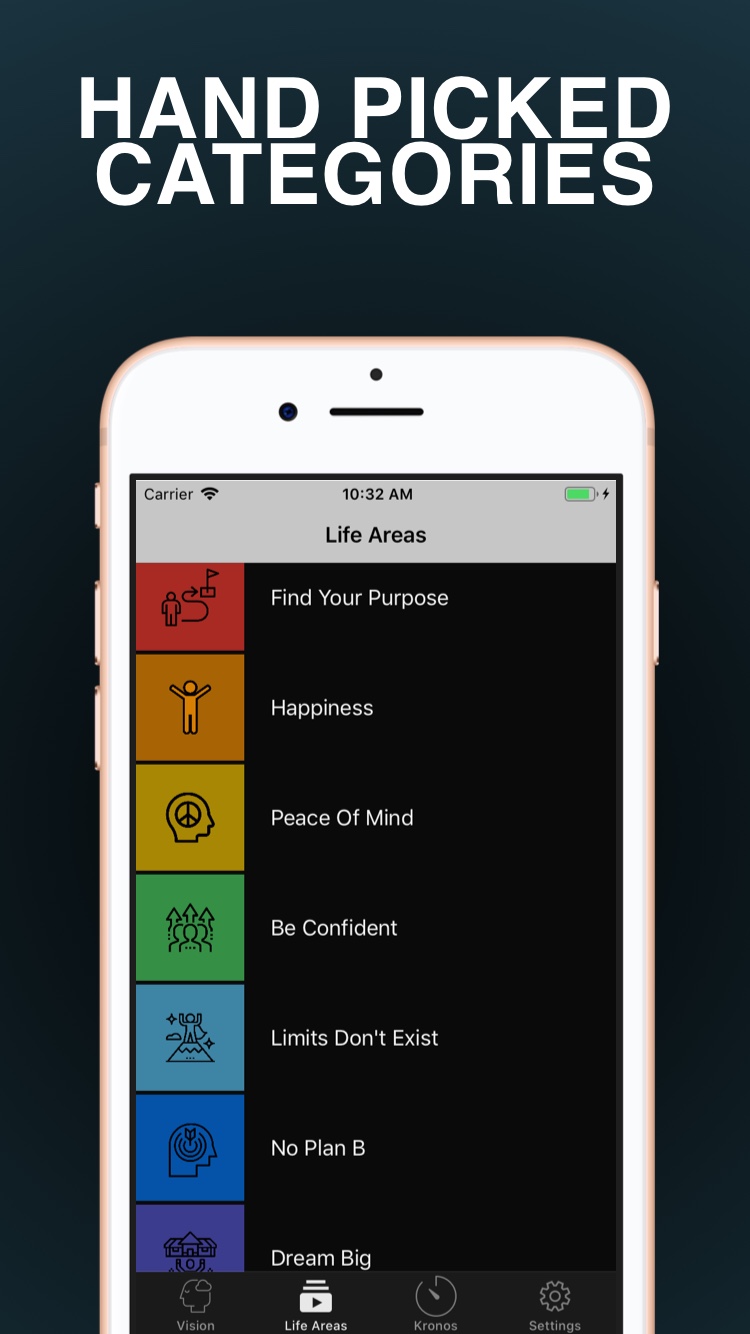 HAND PICKED
CATEGORIES
Carrier 10:32 AM
Life Areas
Find Your Purpose
Happiness
Peace Of Mind
Be Confident
Limits Don't Exist
No Plan B
Dream Big
Vision Life Areas Kronos Settings